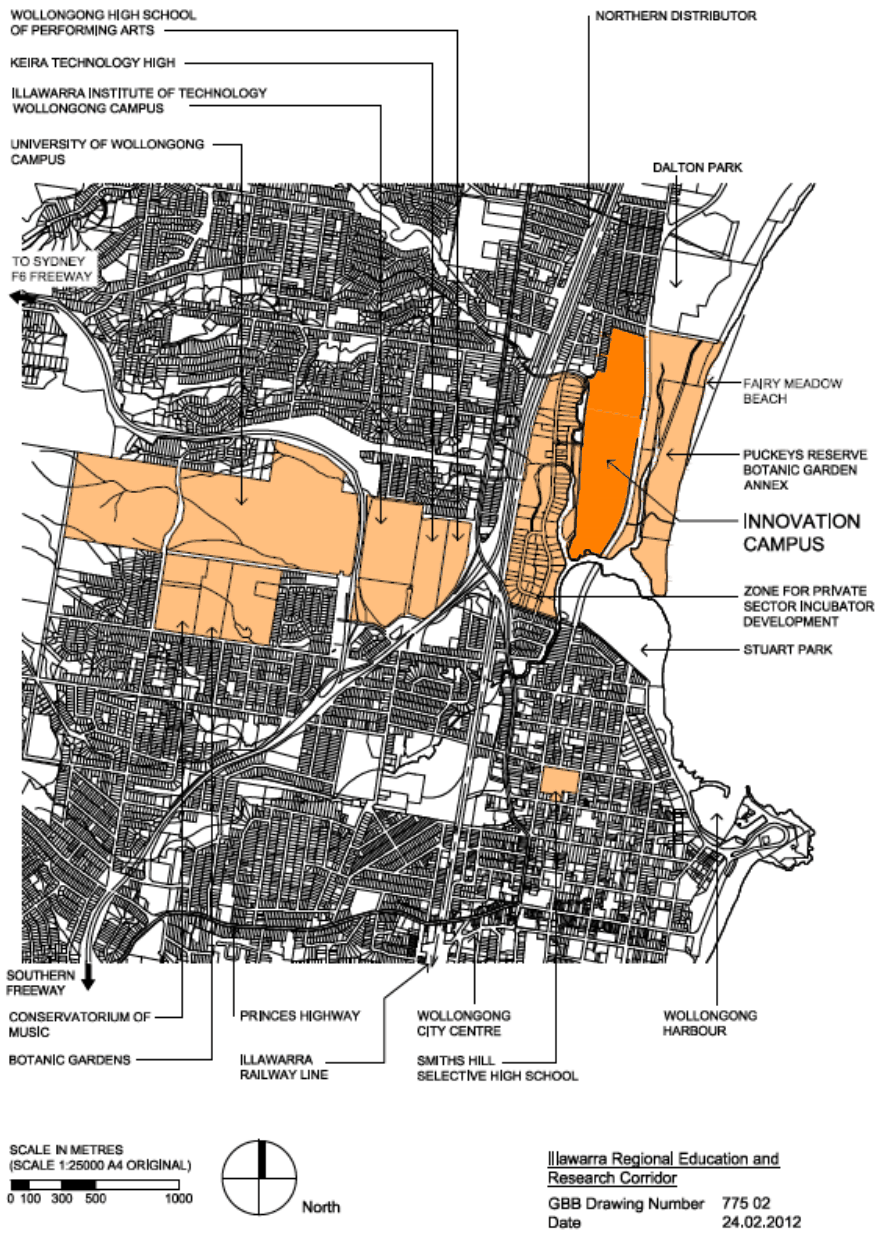 WOLLONGONG HIGH SCHOOL
OF PERFORMING ARTS
NORTHERN DISTRIBUTOR
KEIRA TECHNOLOGY HIGH
ILLAWARRA INSTITUTE OF TECHNOLOGY
WOLLONGONG CAMPUS
UNIVERSITY OF WOLLONGONG
CAMPUS
DALTON PARK
TO SYDNEY
F6 FREEWAY
FAIRY MEADOW
BEACH
PUCKEYS RESERVE
BOTANIC GARDEN
ANNEX
INNOVATION
CAMPUS
ZONE FOR PRIVATE
SECTOR INCUBATOR
DEVELOPMENT
STUART PARK
SOUTHERN
FREEWAY
CONSERVATORIUM OF
MUSIC
PRINCES HIGHWAY
WOLLONGONG
CITY CENTRE
WOLLONGONG
HARBOUR
BOTANIC GARDENS
ILLAWARRA
RAILWAY LINE
SMITHS HILL
SELECTIVE HIGH SCHOOL
SCALE IN METRES
(SCALE 1:25000 A4 ORIGINAL)
0 100 300 500 1000
North
Illawarra Regional Education and
Research Corridor
GBB Drawing Number 775 02
Date 24.02.2012